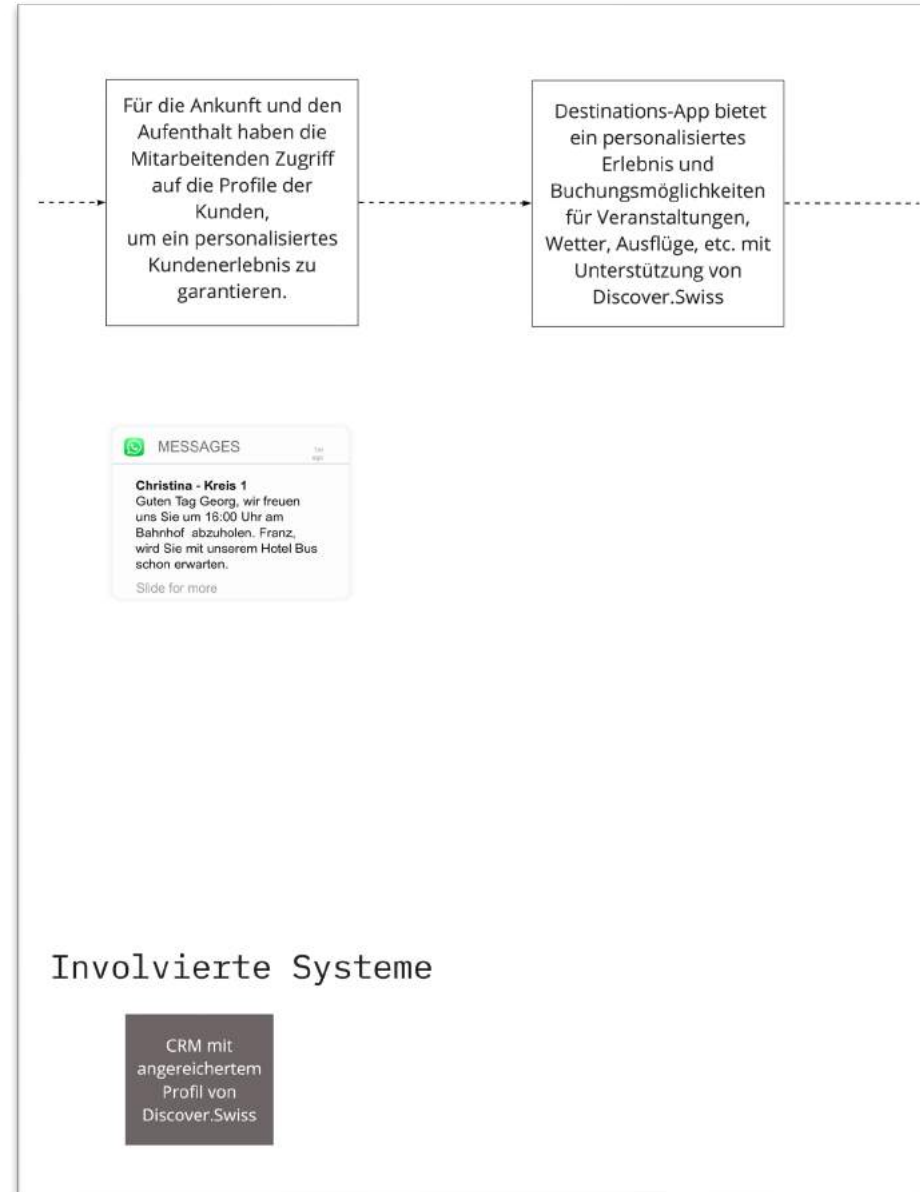 Für die Ankunft und den
Aufenthalt haben die
Mitarbeitenden Zugriff
auf die Profile der
Kunden,
um ein personalisiertes
Kundenerlebnis zu
garantieren.
Destinations-App bietet
ein personalisiertes
Erlebnis und
Buchungsmöglichkeiten
für Veranstaltungen,
Wetter, Ausflüge, etc. mit
Unterstützung von
Discover.Swiss
MESSAGES
Christina - Kreis 1
Guten Tag Georg, wir freuen
uns Sie um 16:00 Uhr am
Bahnhof abzuholen. Franz,
wird Sie mit unserem Hotel Bus
schon erwarten.
Slide for more
Involvierte Systeme
CRM mit
angereichertem
Profil von
Discover.Swiss